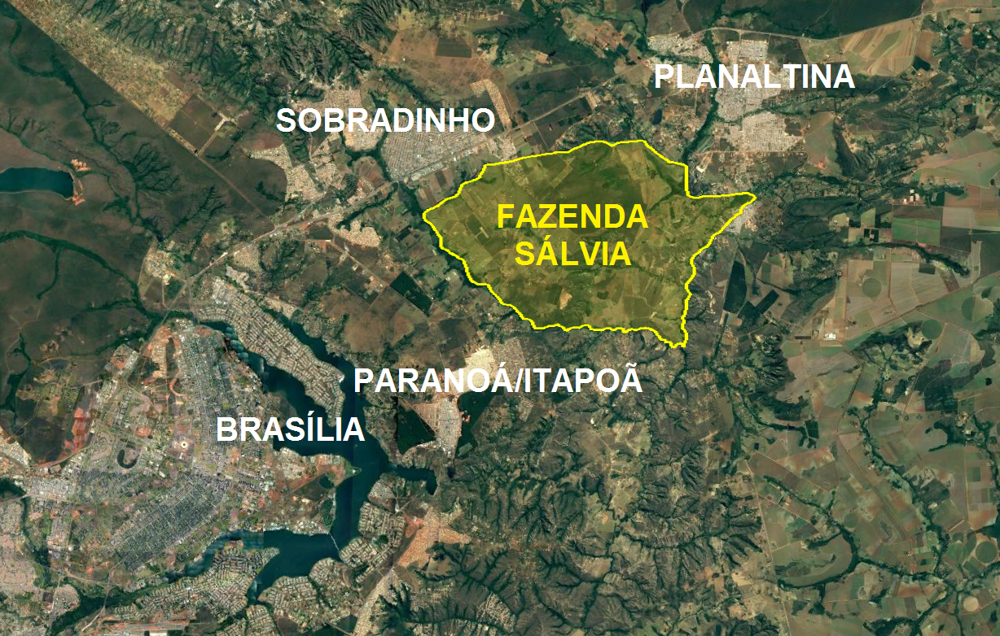 PLANALTINA
SOBRADINHO
FAZENDA
SÁLVIA
PARANOÁ/ITAPOÃ
BRASÍLIA